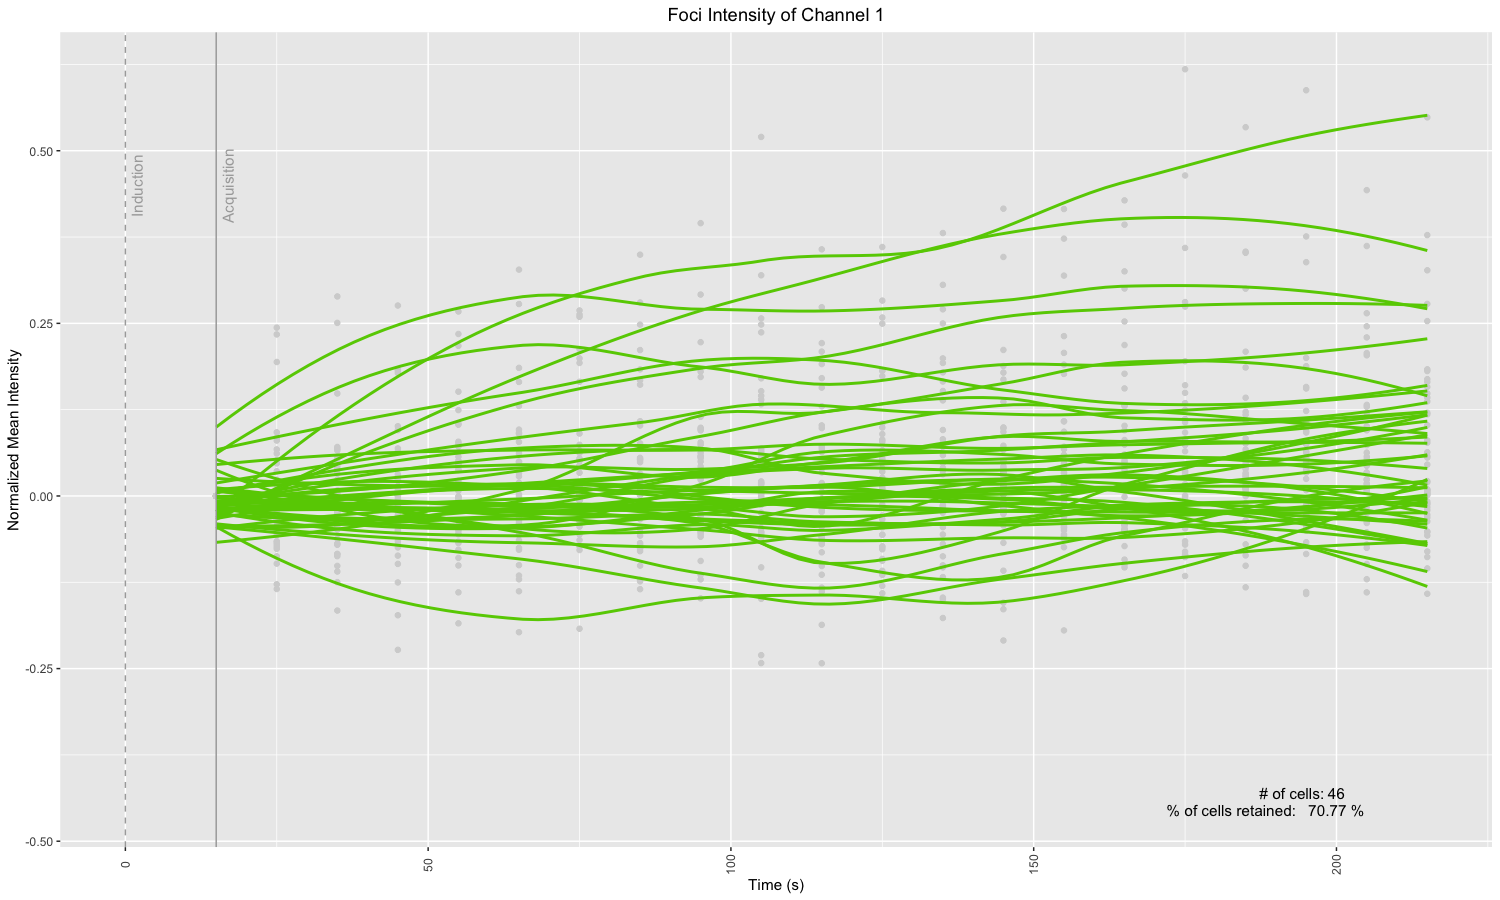 Foci Intensity of Channel 1
Normalized Mean Intensity
0.50
0.25
0.00
-0.25
-0.50
Induction
Acquisition
# of cells: 46
% of cells retained: 70.77 %
0
50
100
150
200
Time (s)